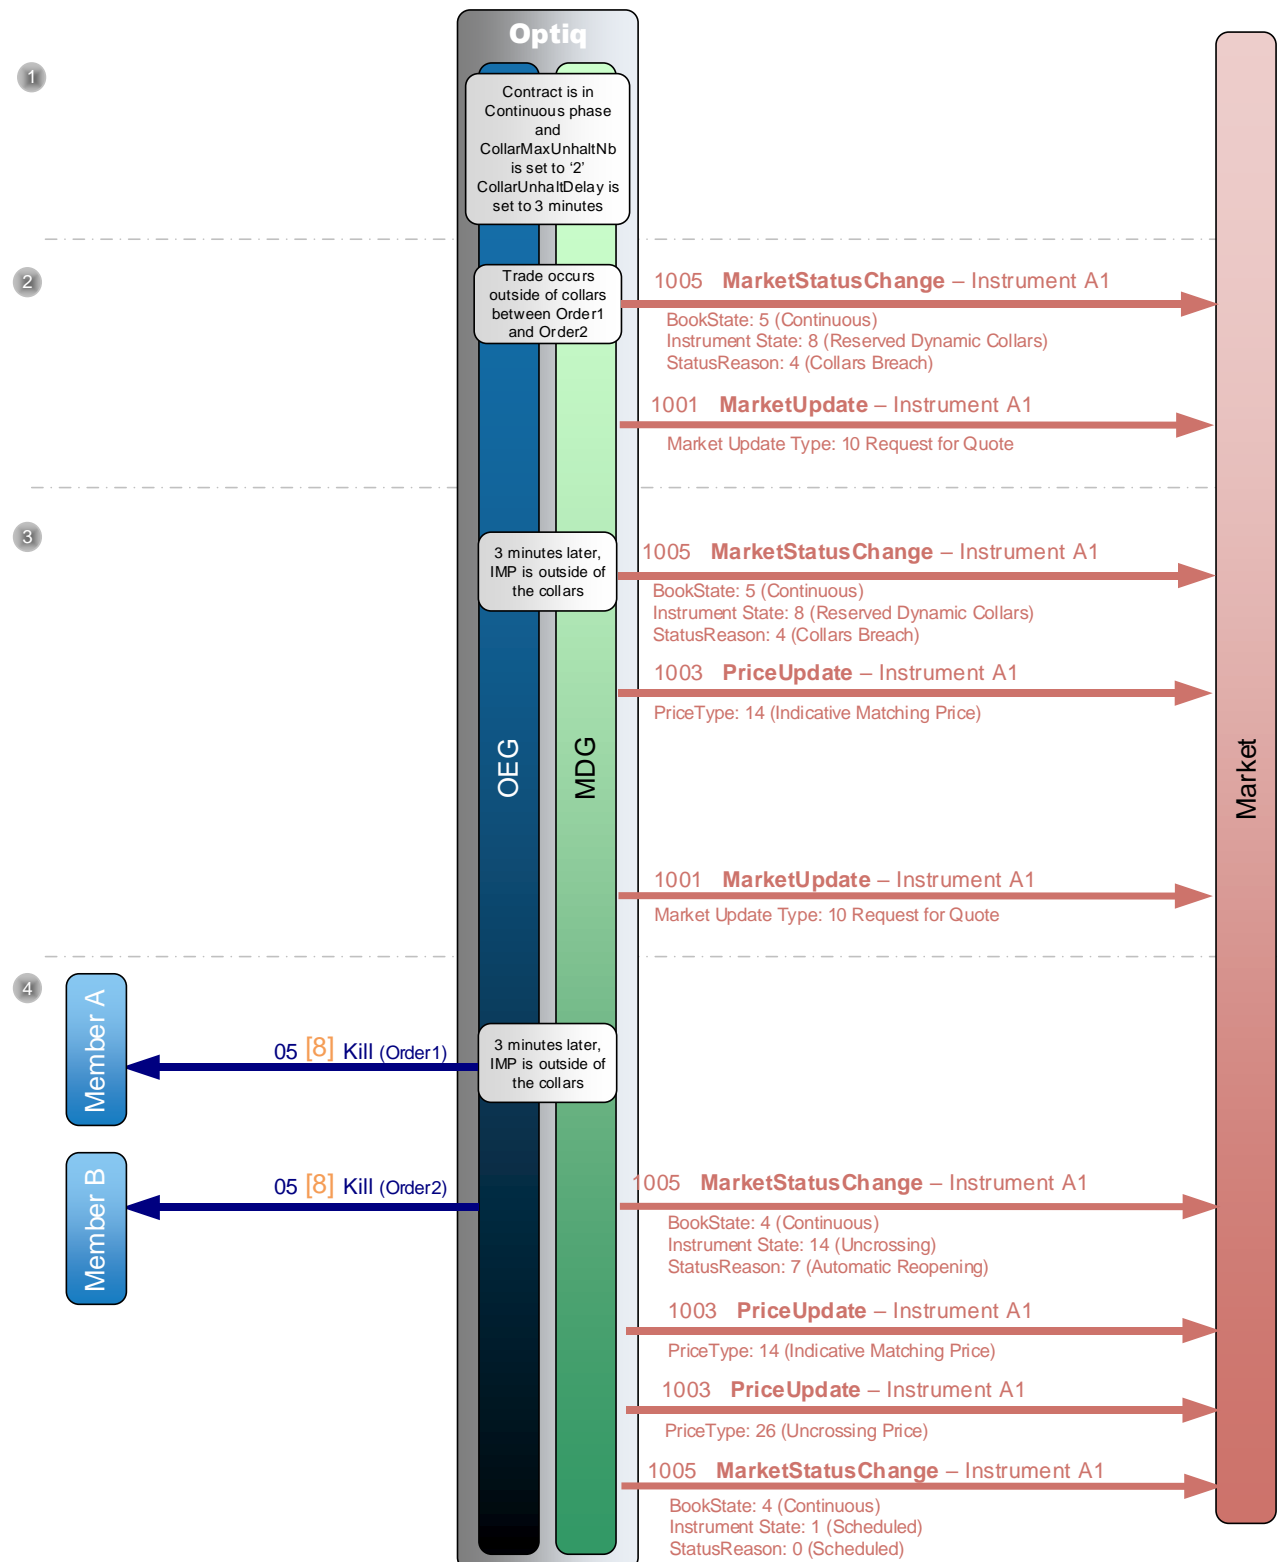 Optiq
1
Contract is in
Continuous phase
and
CollarMaxUnhaltNb
is set to ‘2’
CollarUnhaltDelay is
set to 3 minutes
2
Trade occurs
outside of collars
between Order1
and Order2
1005 MarketStatusChange – Instrument A1
BookState: 5 (Continuous)
Instrument State: 8 (Reserved Dynamic Collars)
StatusReason: 4 (Collars Breach)
1001 MarketUpdate – Instrument A1
Market Update Type: 10 Request for Quote
3
3 minutes later,
IMP is outside of
the collars
1005 MarketStatusChange – Instrument A1
BookState: 5 (Continuous)
Instrument State: 8 (Reserved Dynamic Collars)
StatusReason: 4 (Collars Breach)
1003 PriceUpdate – Instrument A1
PriceType: 14 (Indicative Matching Price)
OEG
MDG
Market
1001 MarketUpdate – Instrument A1
Market Update Type: 10 Request for Quote
4
Member A
05 [8] Kill (Order1)
3 minutes later,
IMP is outside of
the collars
Member B
05 [8] Kill (Order2)
1005 MarketStatusChange – Instrument A1
BookState: 4 (Continuous)
Instrument State: 14 (Uncrossing)
StatusReason: 7 (Automatic Reopening)
1003 PriceUpdate – Instrument A1
PriceType: 14 (Indicative Matching Price)
1003 PriceUpdate – Instrument A1
PriceType: 26 (Uncrossing Price)
1005 MarketStatusChange – Instrument A1
BookState: 4 (Continuous)
Instrument State: 1 (Scheduled)
StatusReason: 0 (Scheduled)